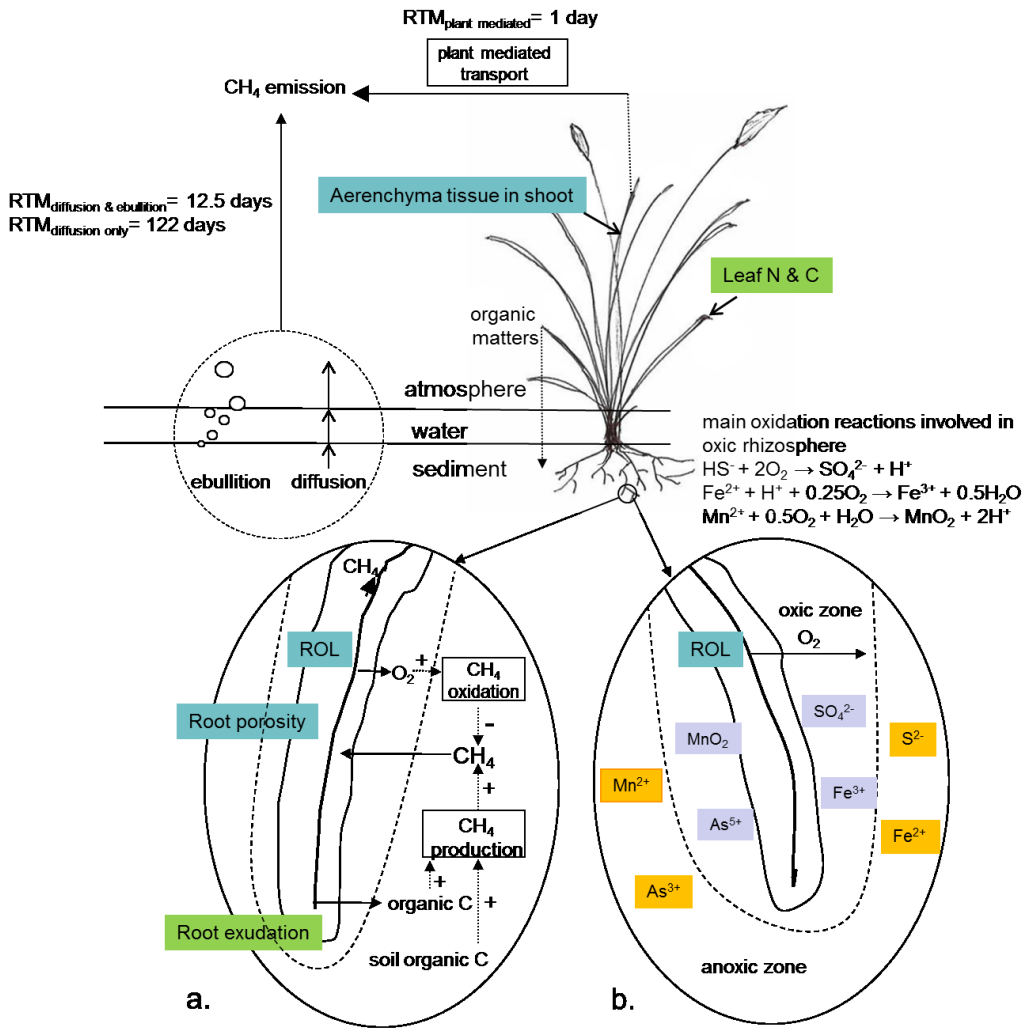 RTMplant mediated= 1 day
plant mediated
transport
CH₄ emission
Aerenchyma tissue in shoot
RTMdiffusion & ebullition= 12.5 days
RTMdiffusion only= 122 days
Leaf N & C
organic
matters
atmosphere
water
sediment
ebullition
diffusion
main oxidation reactions involved in
oxic rhizosphere
HS⁻ + 2O₂ → SO₄²⁻ + H⁺
Fe²⁺ + H⁺ + 0.25O₂ → Fe³⁺ + 0.5H₂O
Mn²⁺ + 0.5O₂ + H₂O → MnO₂ + 2H⁺
CH₄
ROL
O₂
+
CH₄
oxidation
-
Root porosity
CH₄
+
CH₄
production
+
organic C
+
Root exudation
soil organic C
a.
oxic zone
O₂
ROL
SO₄²⁻
MnO₂
S²⁻
Mn²⁺
Fe³⁺
As⁵⁺
Fe²⁺
As³⁺
anoxic zone
b.